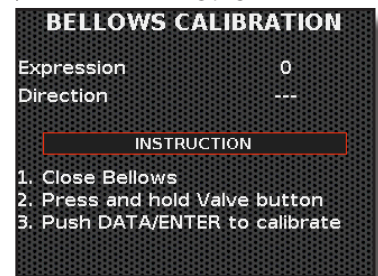 BELLOWS CALIBRATION
Expression 0
Direction ---
INSTRUCTION
1. Close Bellows
2. Press and hold Valve button
3. Push DATA/ENTER to calibrate